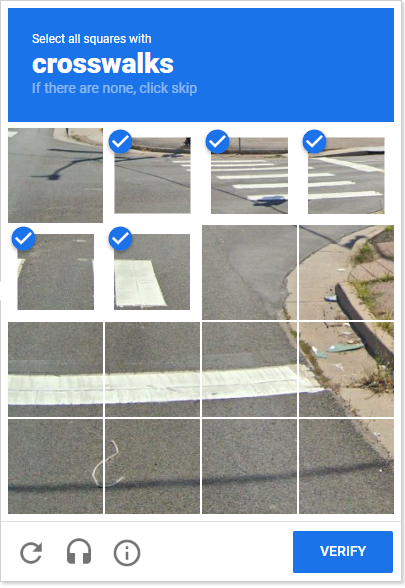 Select all squares with
crosswalks
If there are none, click skip
VERIFY